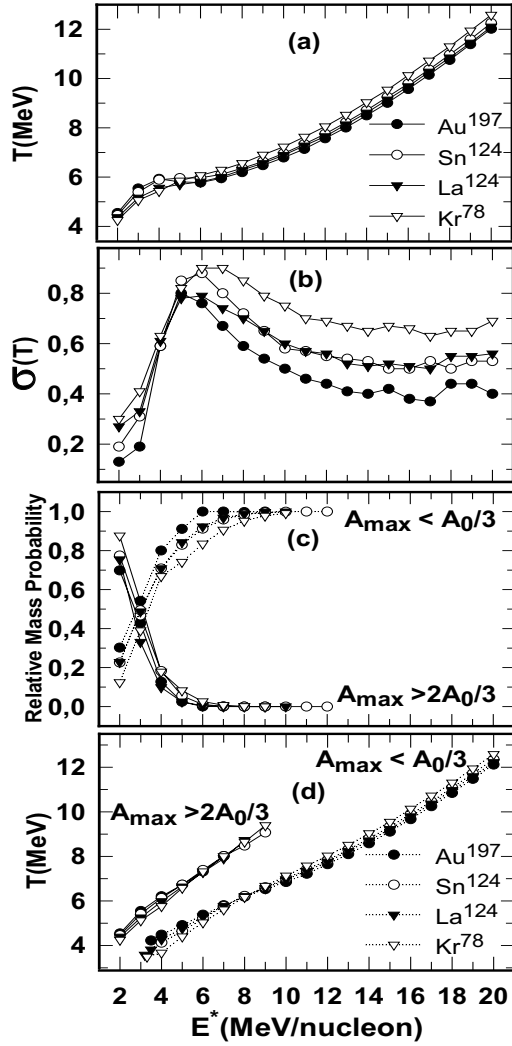 12
10
8
6
4
T(MeV)
(a)
Au197
Sn124
La124
Kr78
0,8
0,6
0,4
0,2
σ(T)
(b)
1,0
0,8
0,6
0,4
0,2
0,0
Relative Mass Probability
Amax < A0/3
(c)
Amax >2A0/3
12
10
8
6
4
T(MeV)
Amax < A0/3
Amax >2A0/3
(d)
Au197
Sn124
La124
Kr78
2 4 6 8 10 12 14 16 18 20
E*(MeV/nucleon)